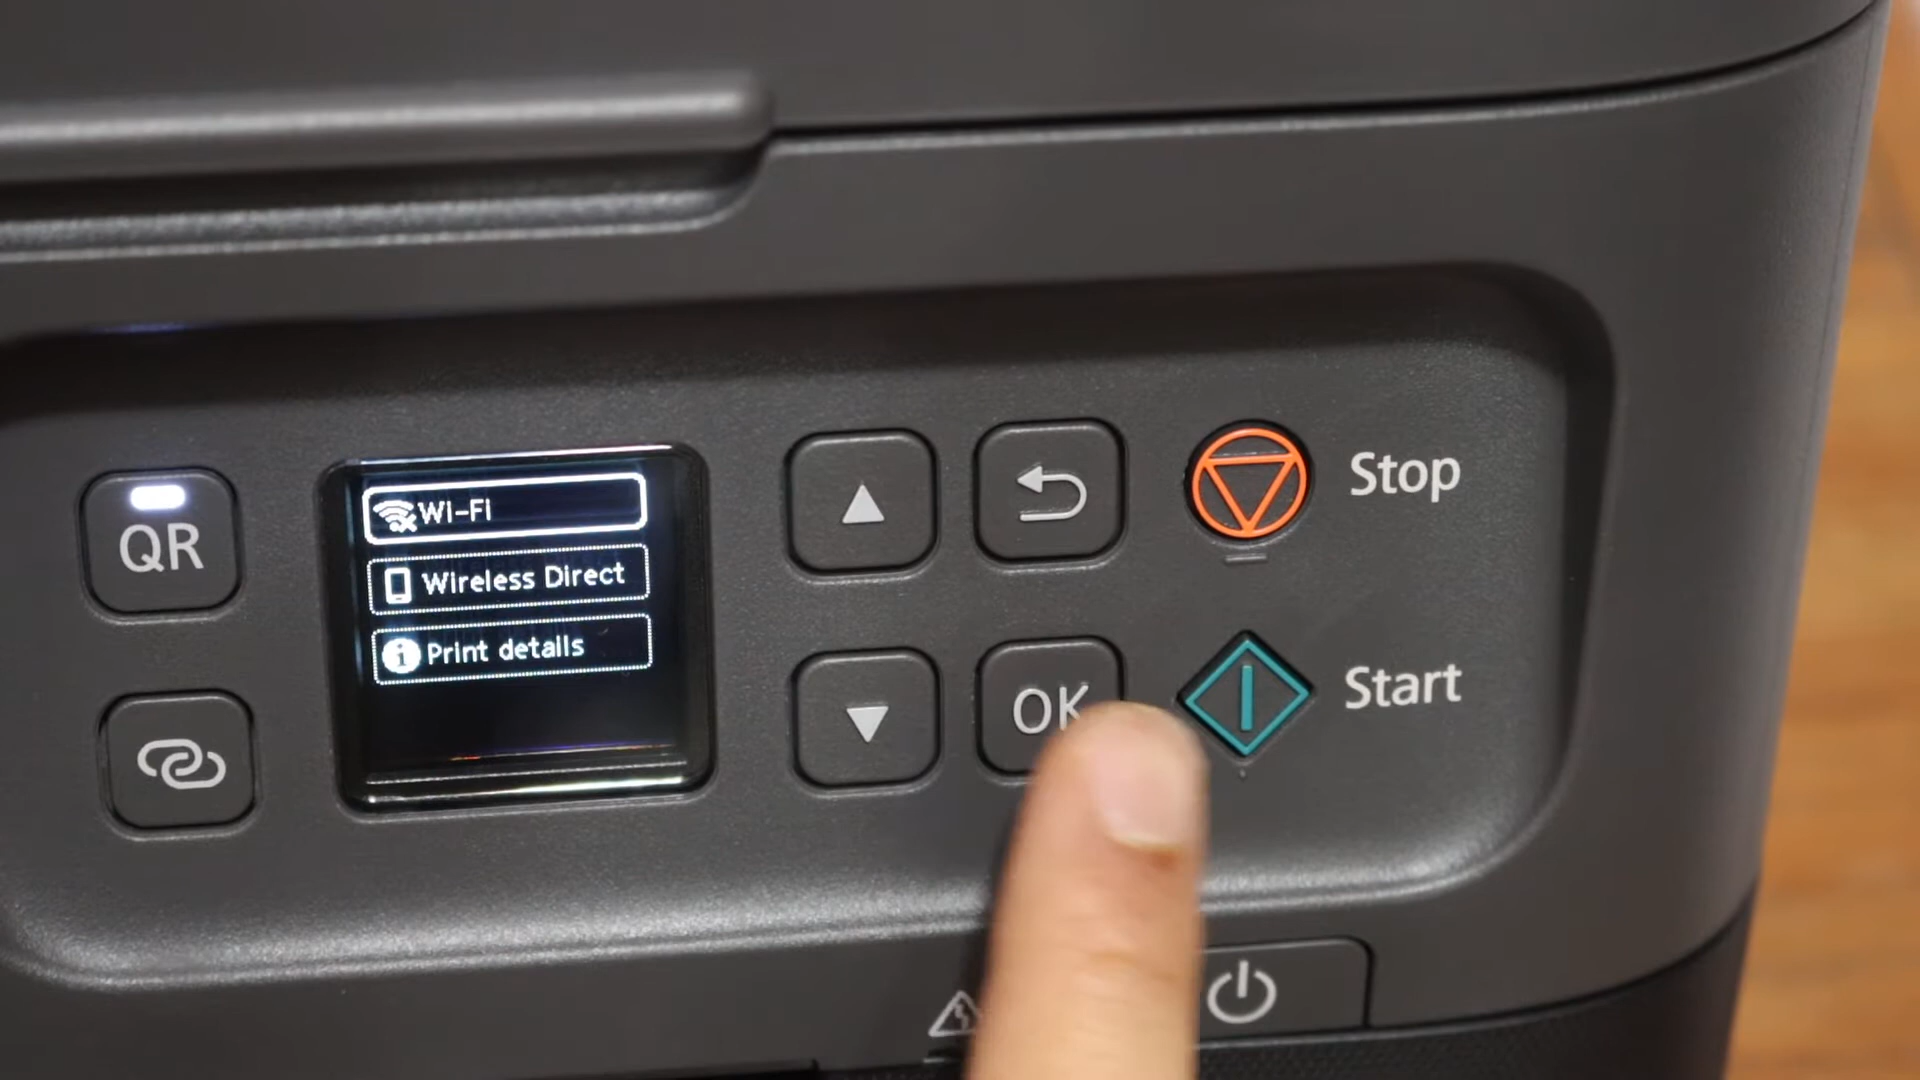 QR
Wi-Fi
Wireless Direct
Print details
Stop
OK
Start